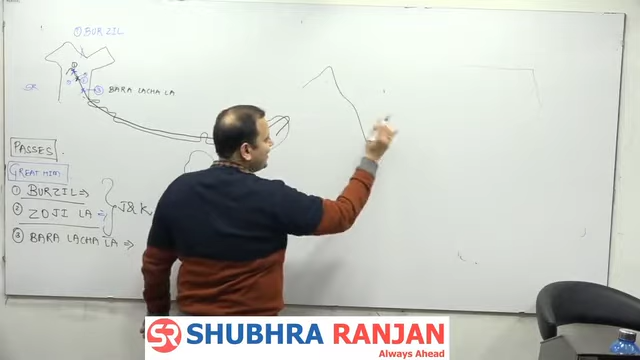 ① BURZIL
SR
③ BARA LACHA LA
PASSES
GREAT HIM
① BURZIL ⇒
② ZOJI LA ⇒
J&K
③ BARA LACHA LA ⇒
SR SHUBHRA RANJAN
Always Ahead